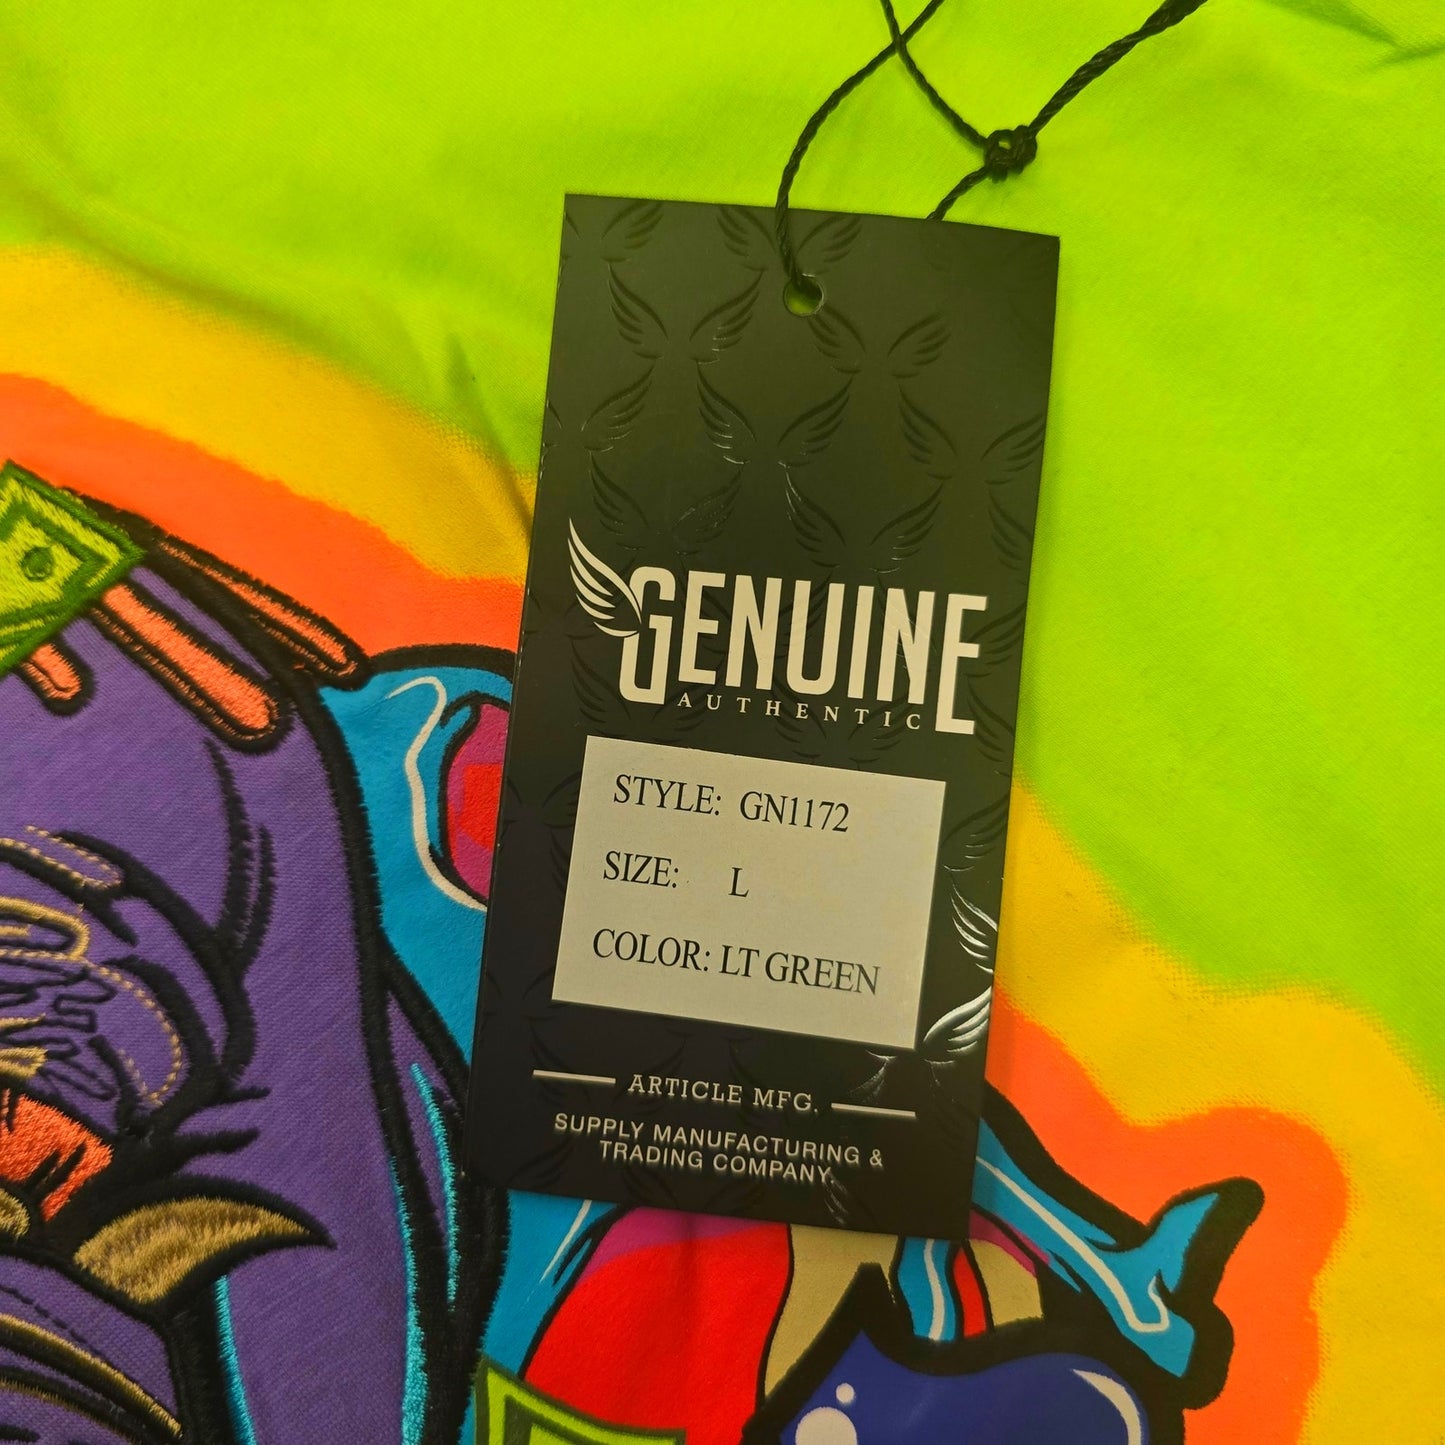 GENUINE
AUTHENTIC
STYLE: GN1172
SIZE: L
COLOR: LT GREEN
ARTICLE MFG.
SUPPLY MANUFACTURING &
TRADING COMPANY.